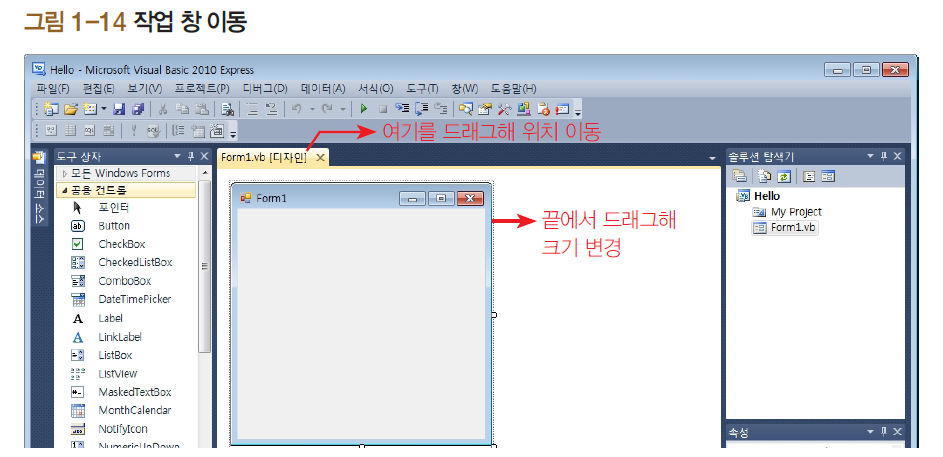 그림 1-14 작업 창 이동
Hello - Microsoft Visual Basic 2010 Express
파일(F) 편집(E) 보기(V) 프로젝트(P) 디버그(D) 데이터(A) 서식(O) 도구(T) 창(W) 도움말(H)
여기를 드래그해 위치 이동
데이터 소스
도구 상자
Form1.vb [디자인]
솔루션 탐색기
모든 Windows Forms
공용 컨트롤
포인터
Button
CheckBox
CheckedListBox
ComboBox
DateTimePicker
Label
LinkLabel
ListBox
ListView
MaskedTextBox
MonthCalendar
NotifyIcon
NumericUpDown
Form1
끝에서 드래그해
크기 변경
Hello
My Project
Form1.vb
속성